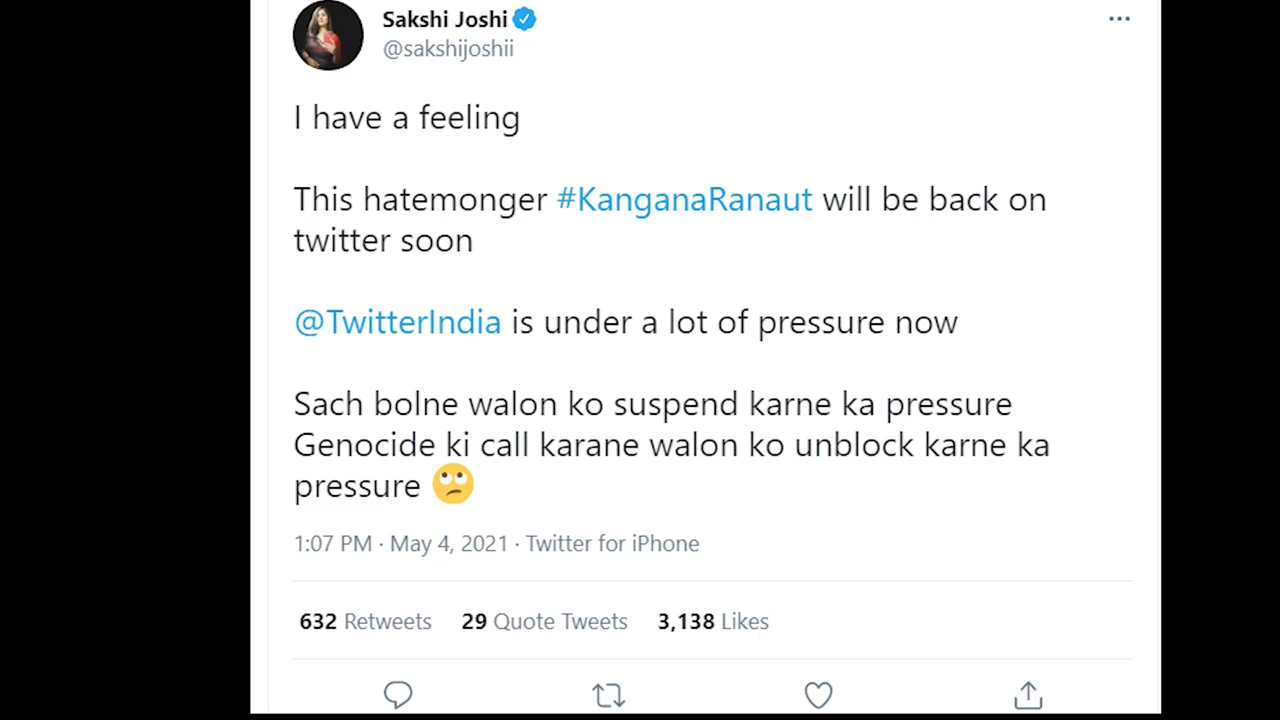 Sakshi Joshi
@sakshijoshii
I have a feeling
This hatemonger #KanganaRanaut will be back on
twitter soon
@TwitterIndia is under a lot of pressure now
Sach bolne walon ko suspend karne ka pressure
Genocide ki call karane walon ko unblock karne ka
pressure 🙄
1:07 PM · May 4, 2021 · Twitter for iPhone
632 Retweets 29 Quote Tweets 3,138 Likes